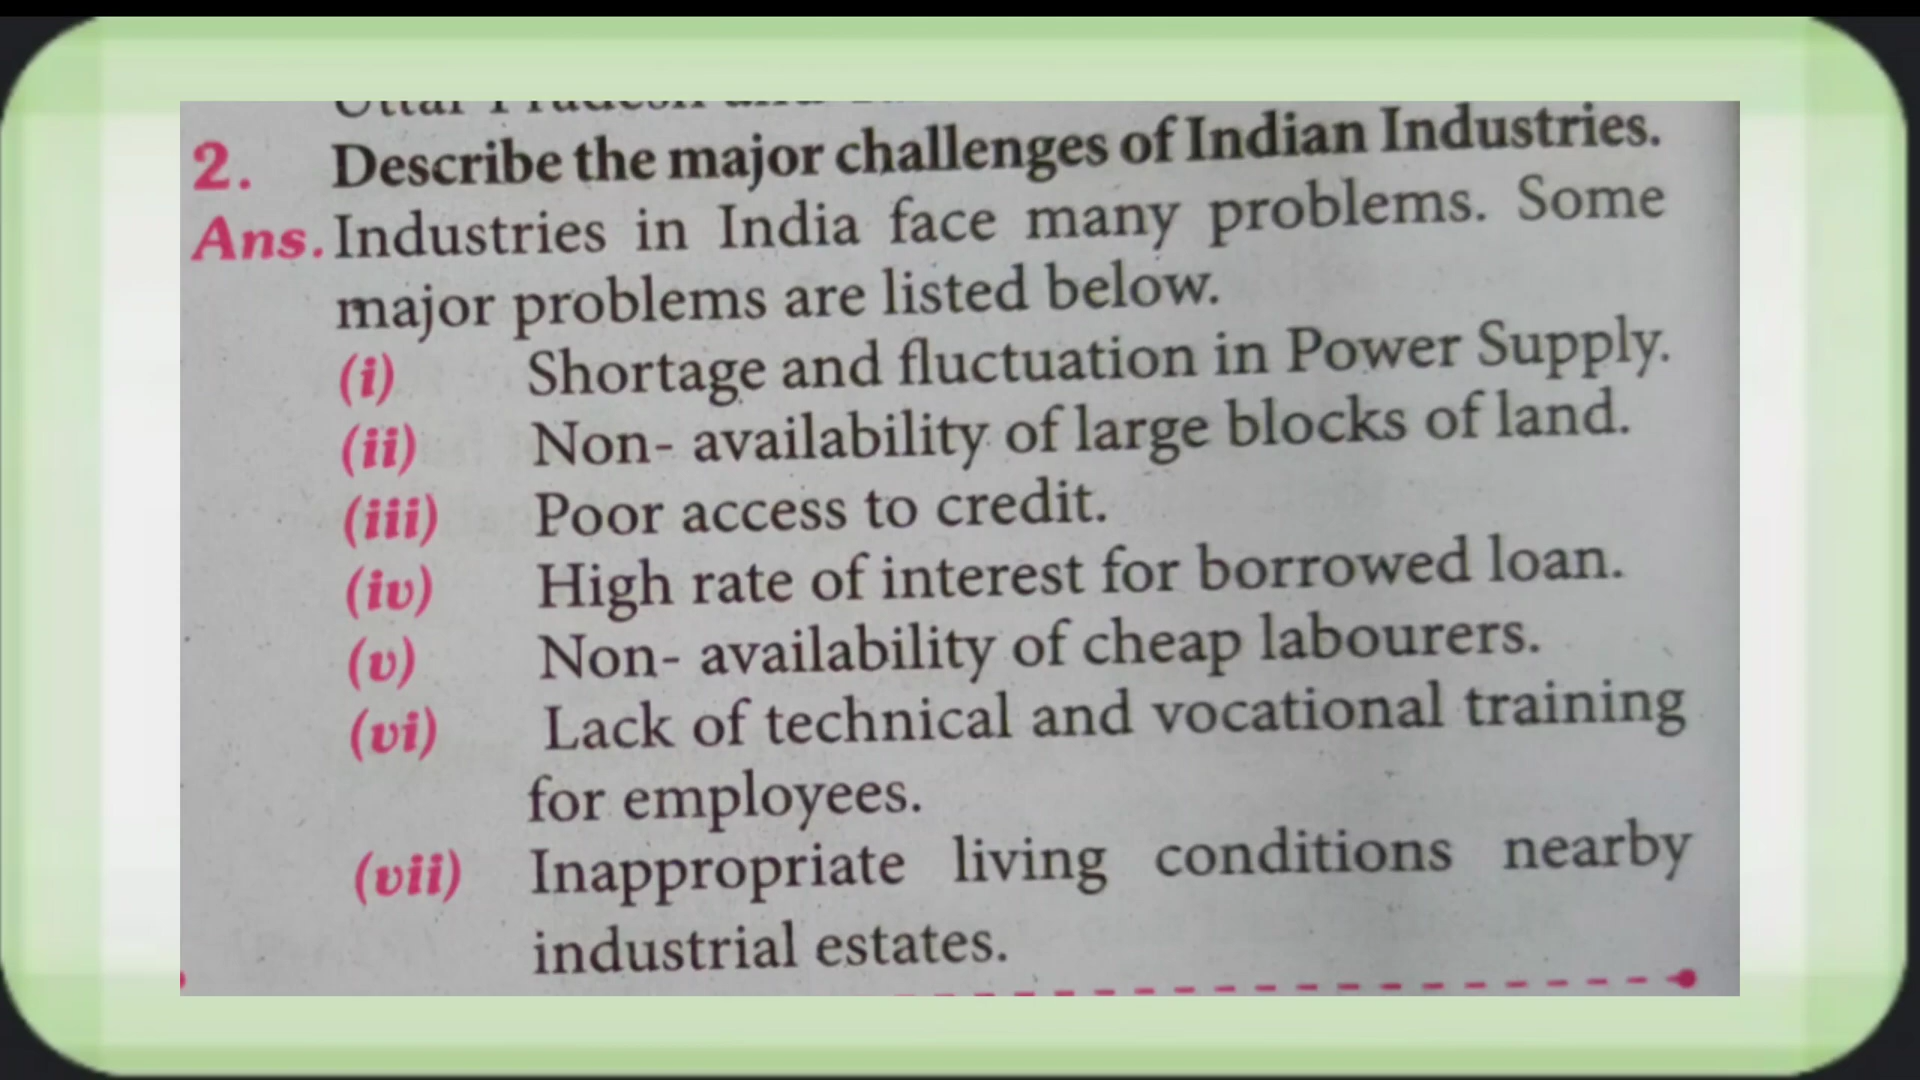 2. Describe the major challenges of Indian Industries.
Ans. Industries in India face many problems. Some
major problems are listed below.
(i) Shortage and fluctuation in Power Supply.
(ii) Non- availability of large blocks of land.
(iii) Poor access to credit.
(iv) High rate of interest for borrowed loan.
(v) Non- availability of cheap labourers.
(vi) Lack of technical and vocational training
for employees.
(vii) Inappropriate living conditions nearby
industrial estates.